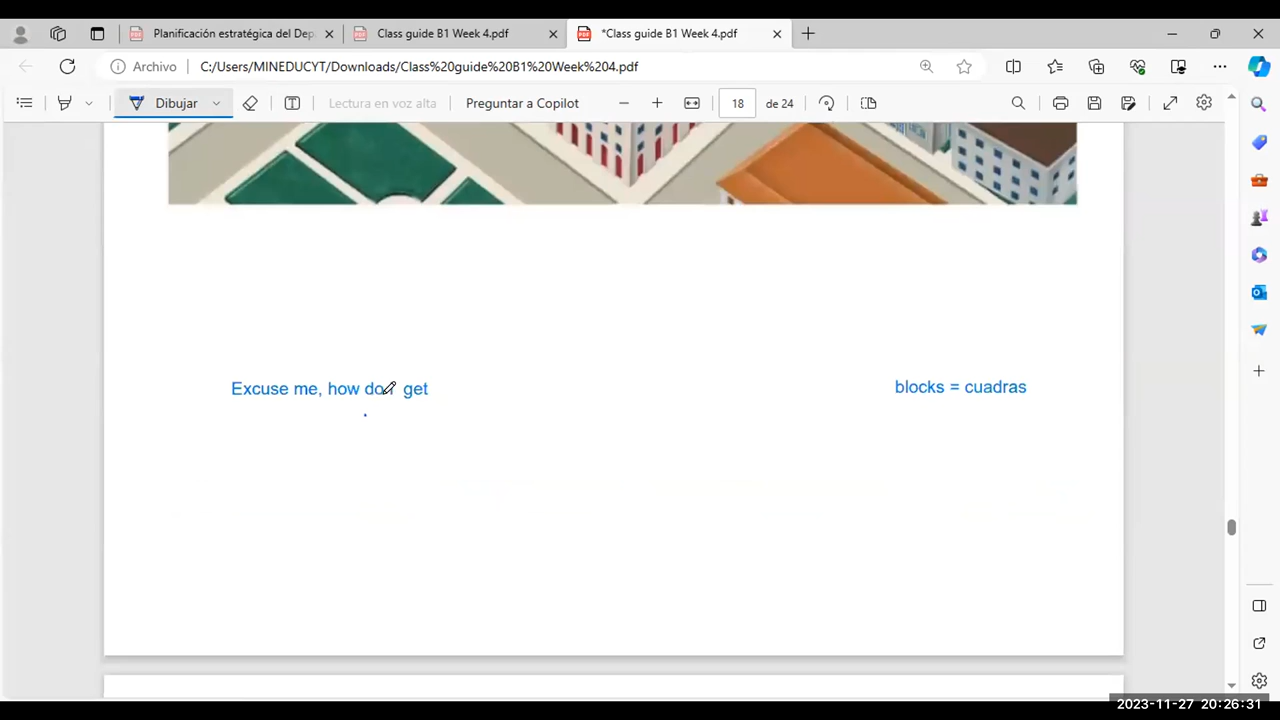 Planificación estratégica del Dep
Class guide B1 Week 4.pdf
*Class guide B1 Week 4.pdf
Archivo
C:/Users/MINEDUCYT/Downloads/Class%20guide%20B1%20Week%204.pdf
Dibujar
Lectura en voz alta
Preguntar a Copilot
18
de 24
Excuse me, how do I get
blocks = cuadras
2023-11-27 20:26:31